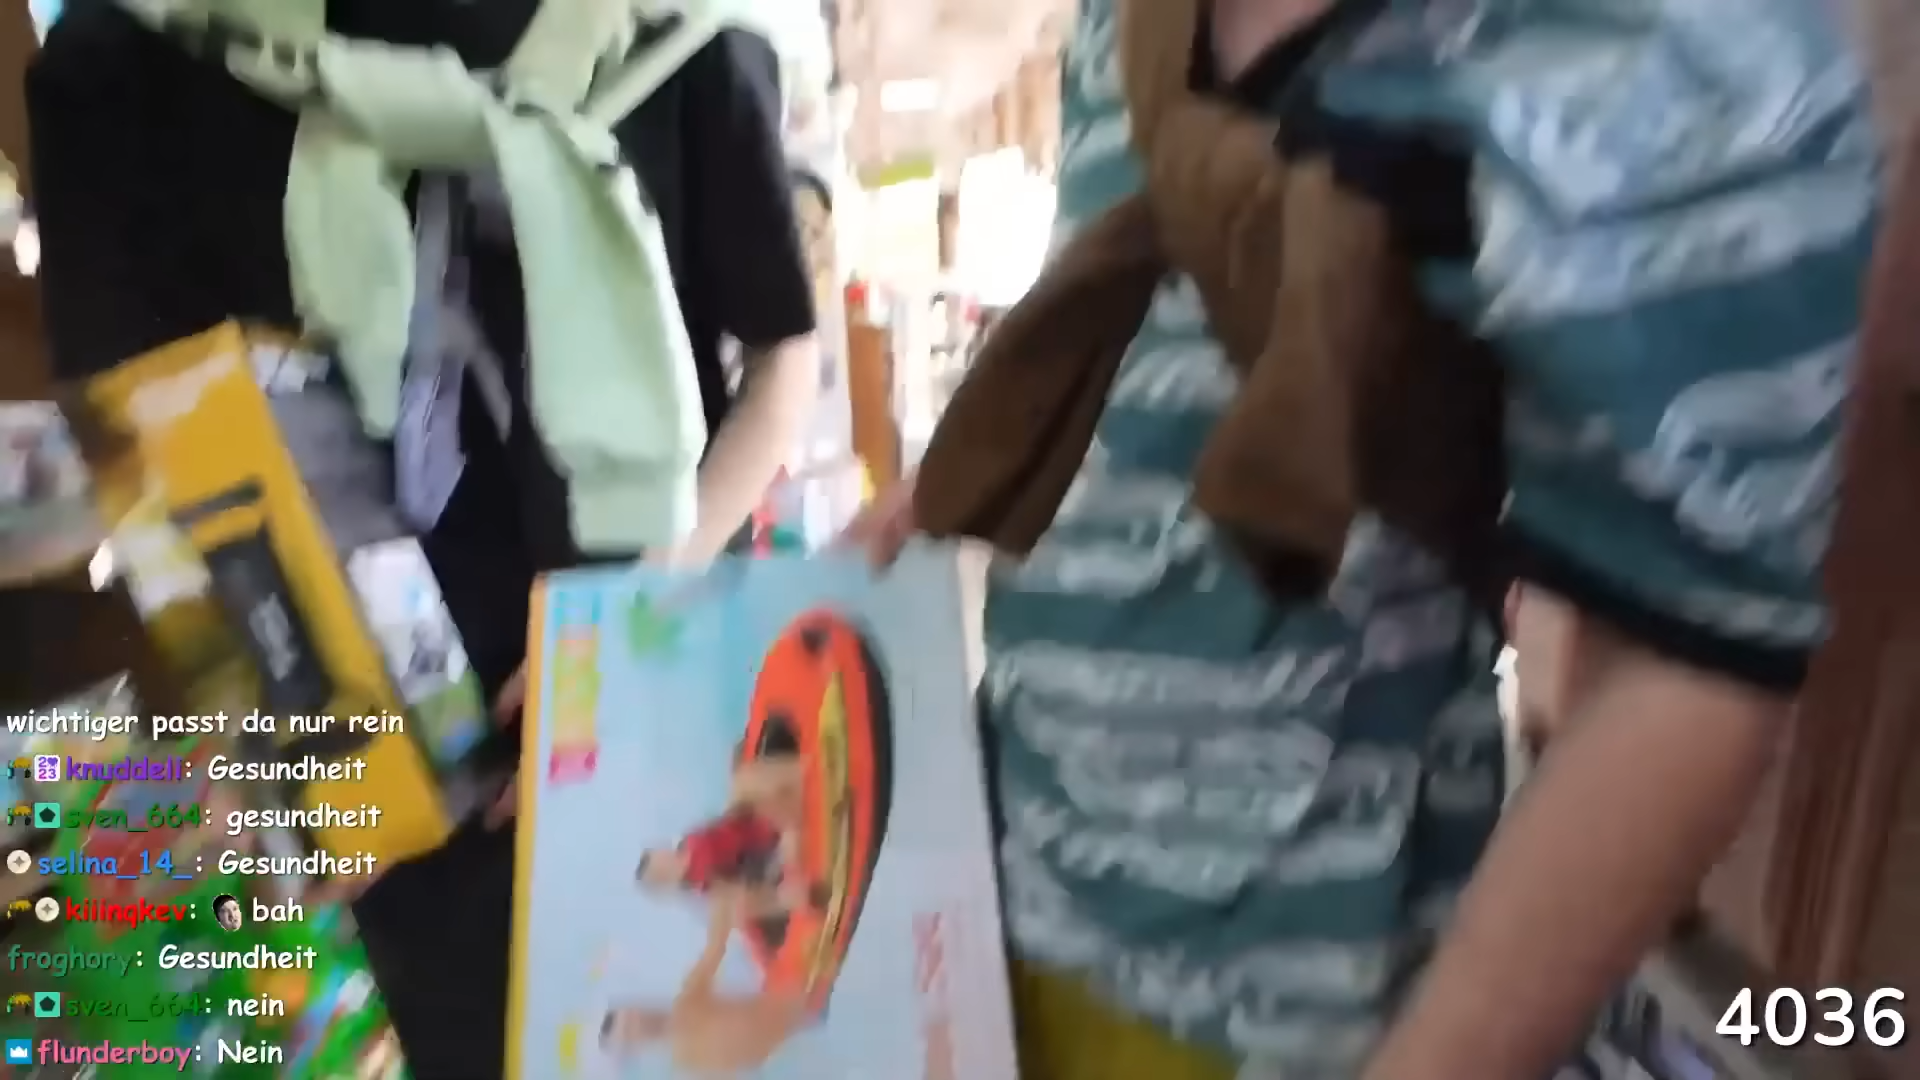 wichtiger passt da nur rein
knuddeli: Gesundheit
sven_664: gesundheit
selina_14_: Gesundheit
kiiingkev: bah
froghory: Gesundheit
sven_664: nein
flunderboy: Nein
4036